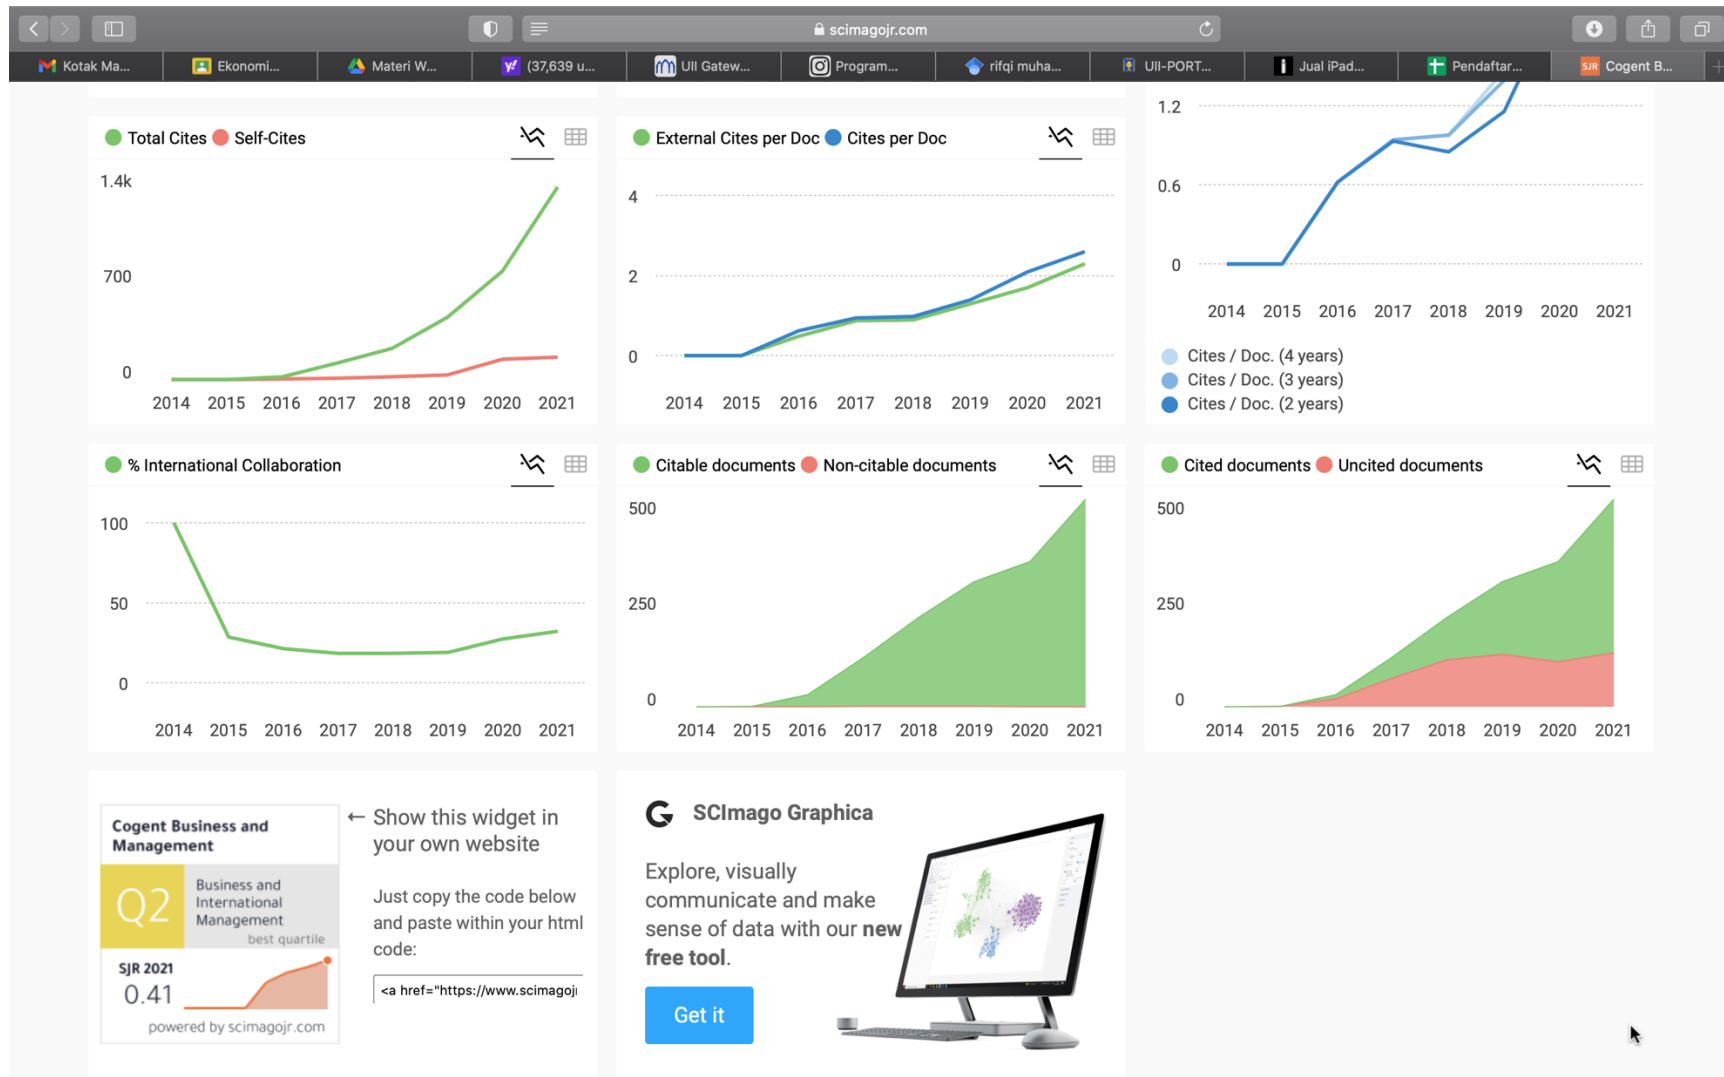 scimagojr.com
Kotak Ma...
Ekonomi...
Materi W...
(37,639 u...
UII Gatew...
Program...
rifqi muha...
UII-PORT...
Jual iPad...
Pendaftar...
SJR Cogent B...
Total Cites Self-Cites
1.4k
700
0
2014 2015 2016 2017 2018 2019 2020 2021
External Cites per Doc Cites per Doc
4
2
0
2014 2015 2016 2017 2018 2019 2020 2021
1.2
0.6
0
2014 2015 2016 2017 2018 2019 2020 2021
Cites / Doc. (4 years)
Cites / Doc. (3 years)
Cites / Doc. (2 years)
% International Collaboration
100
50
0
2014 2015 2016 2017 2018 2019 2020 2021
Citable documents Non-citable documents
500
250
0
2014 2015 2016 2017 2018 2019 2020 2021
Cited documents Uncited documents
500
250
0
2014 2015 2016 2017 2018 2019 2020 2021
Cogent Business and
Management
Q2
Business and
International
Management
best quartile
SJR 2021
0.41
powered by scimagojr.com
← Show this widget in
your own website
Just copy the code below
and paste within your html
code:
<a href="https://www.scimagoj
SCImago Graphica
Explore, visually
communicate and make
sense of data with our new
free tool.
Get it